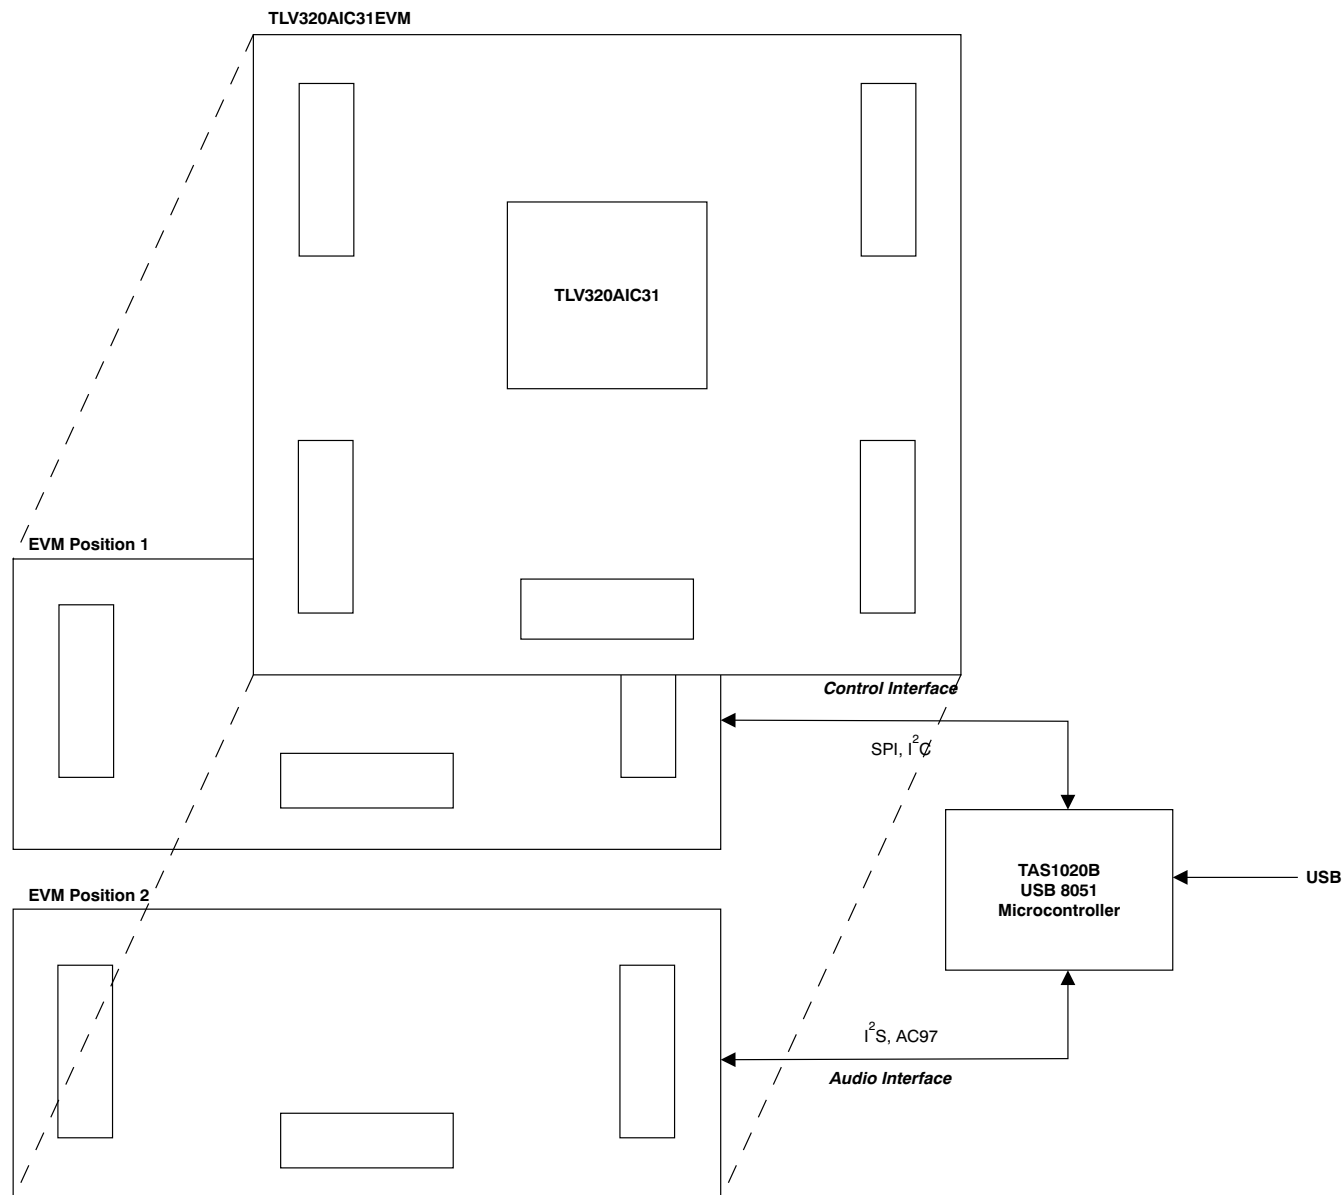 TLV320AIC31EVM
TLV320AIC31
EVM Position 1
Control Interface
SPI, I²C
TAS1020B
USB 8051
Microcontroller
USB
EVM Position 2
I²S, AC97
Audio Interface